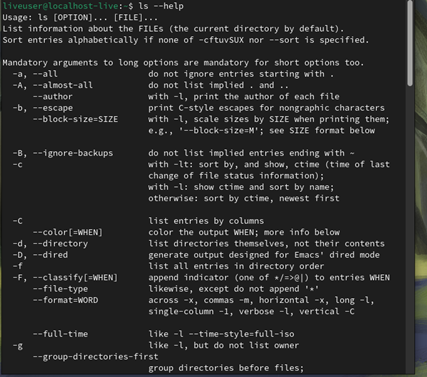 liveuser@localhost-live:~$ ls --help
Usage: ls [OPTION]... [FILE]...
List information about the FILEs (the current directory by default).
Sort entries alphabetically if none of -cftuvSUX nor --sort is specified.
Mandatory arguments to long options are mandatory for short options too.
-a, --all do not ignore entries starting with .
-A, --almost-all do not list implied . and ..
--author with -l, print the author of each file
-b, --escape print C-style escapes for nongraphic characters
--block-size=SIZE with -l, scale sizes by SIZE when printing them;
e.g., '--block-size=M'; see SIZE format below
-B, --ignore-backups do not list implied entries ending with ~
-c with -lt: sort by, and show, ctime (time of last
change of file status information);
with -l: show ctime and sort by name;
otherwise: sort by ctime, newest first
-C list entries by columns
--color[=WHEN] color the output WHEN; more info below
-d, --directory list directories themselves, not their contents
-D, --dired generate output designed for Emacs' dired mode
-f list all entries in directory order
-F, --classify[=WHEN] append indicator (one of */=>@|) to entries WHEN
--file-type likewise, except do not append '*'
--format=WORD across -x, commas -m, horizontal -x, long -l,
single-column -1, verbose -l, vertical -C
--full-time like -l --time-style=full-iso
-g like -l, but do not list owner
--group-directories-first
group directories before files;